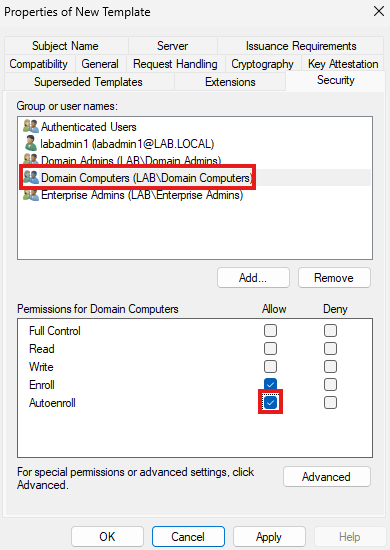 Properties of New Template
Subject Name Server Issuance Requirements
Compatibility General Request Handling Cryptography Key Attestation
Superseded Templates Extensions Security
Group or user names:
Authenticated Users
labadmin1 (labadmin1@LAB.LOCAL)
Domain Admins (LAB\Domain Admins)
Domain Computers (LAB\Domain Computers)
Enterprise Admins (LAB\Enterprise Admins)
Add... Remove
Permissions for Domain Computers Allow Deny
Full Control
Read
Write
Enroll
Autoenroll
For special permissions or advanced settings, click
Advanced.
Advanced
OK Cancel Apply Help